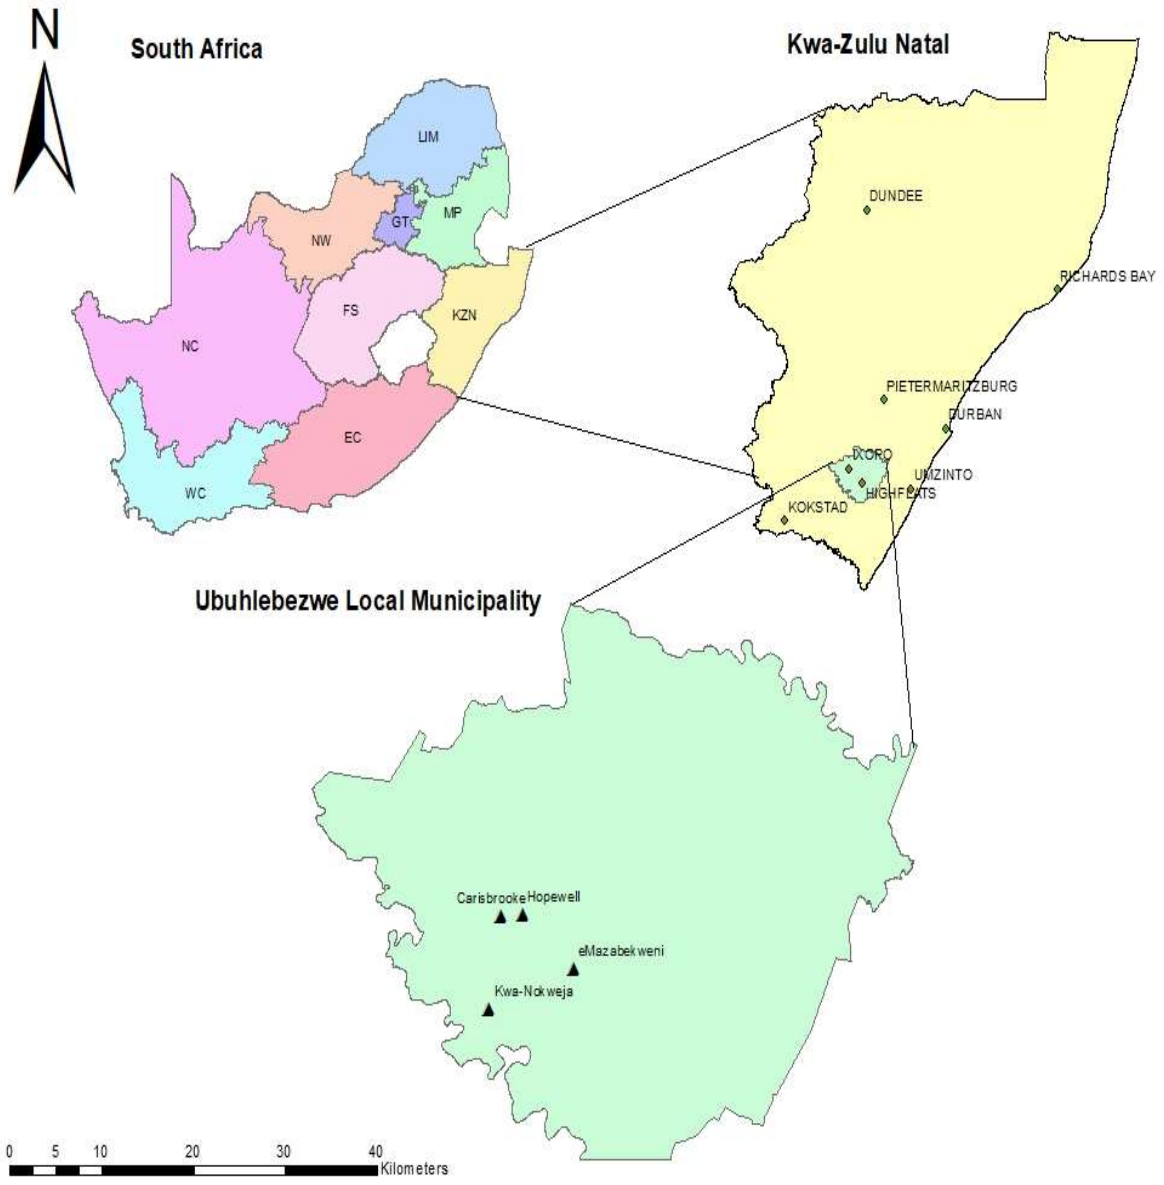 N
South Africa
Kwa-Zulu Natal
LIM
MP
GT
NW
FS
KZN
NC
EC
WC
DUNDEE
RICHARDS BAY
PIETERMARITZBURG
DURBAN
IXOPO
UMZINTO
HIGHFLATS
KOKSTAD
Ubuhlebezwe Local Municipality
Carisbrooke Hopewell
eMazabekweni
Kwa-Nokweja
0 5 10 20 30 40
Kilometers